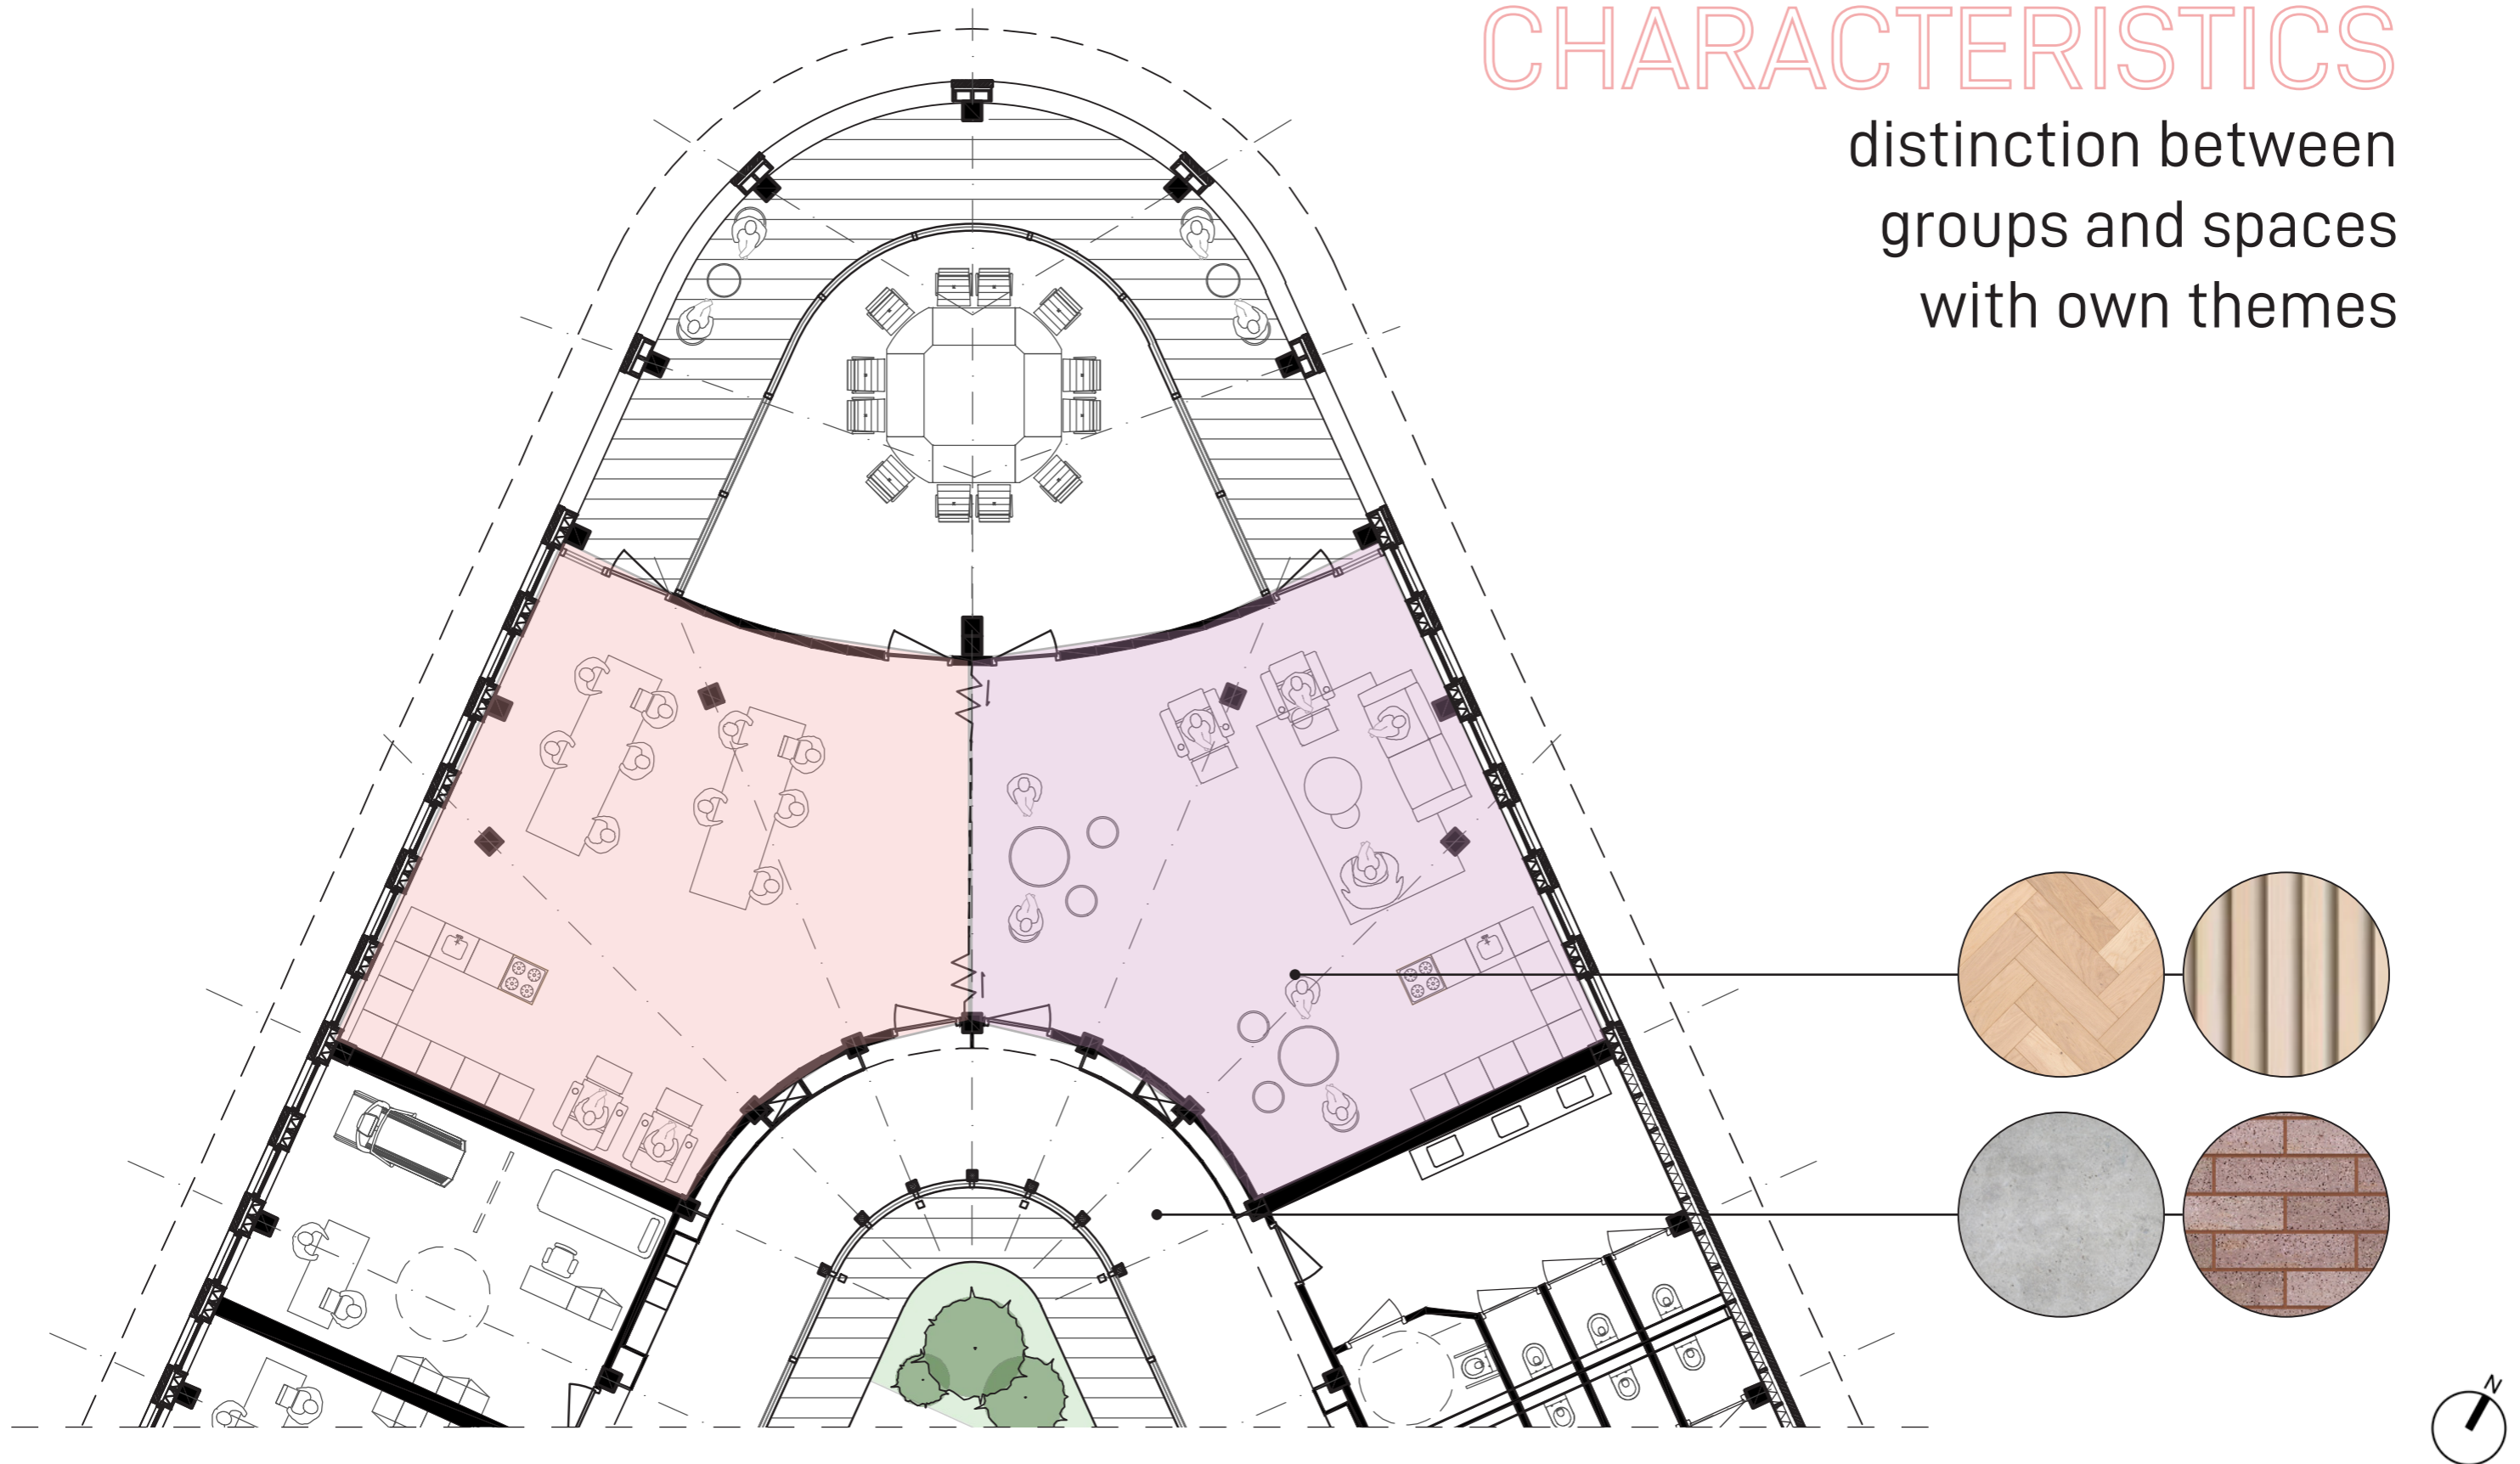 CHARACTERISTICS
distinction between
groups and spaces
with own themes
N